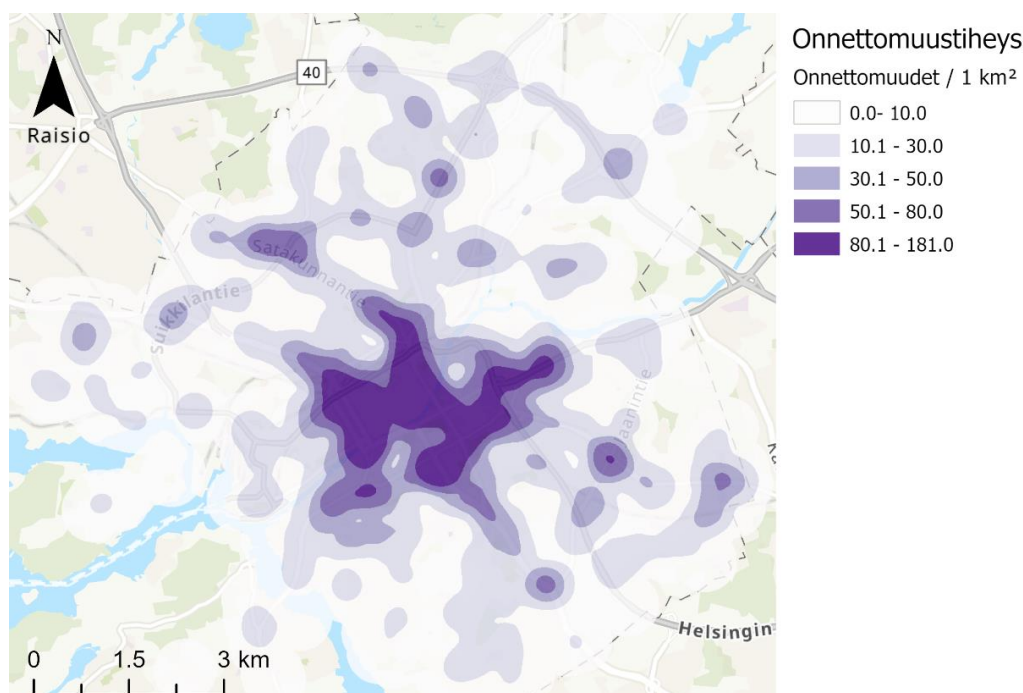 N
40
Raisio
Satakunnantie
Suikkilantie
aanintie
Helsingin
0 1.5 3 km
Onnettomuustiheys
Onnettomuudet / 1 km²
0.0- 10.0
10.1 - 30.0
30.1 - 50.0
50.1 - 80.0
80.1 - 181.0